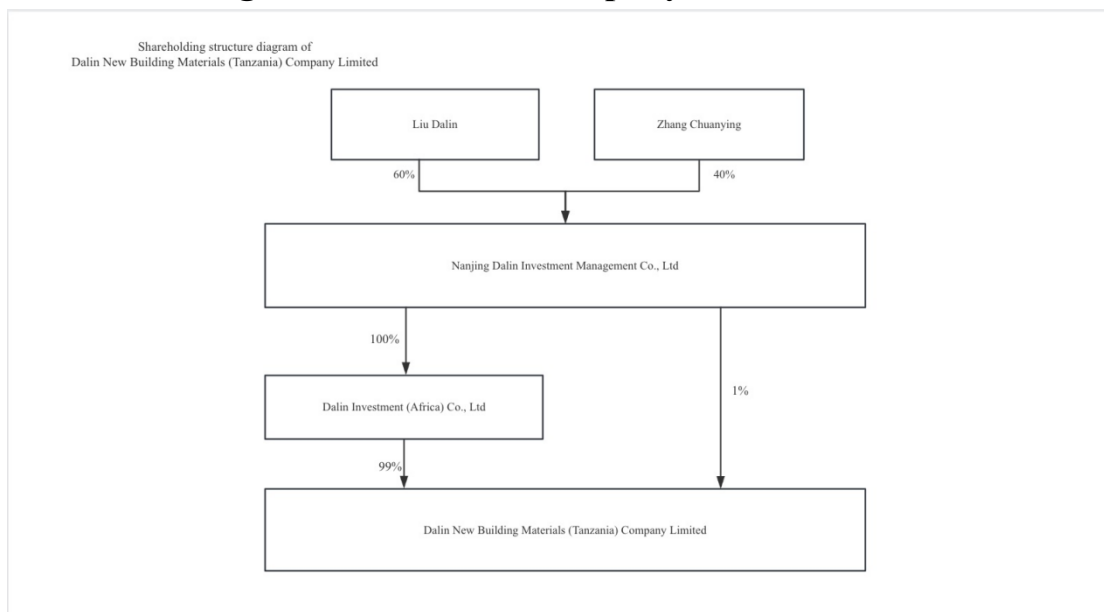 Shareholding structure diagram of
Dalin New Building Materials (Tanzania) Company Limited
Liu Dalin
Zhang Chuanying
60%
40%
Nanjing Dalin Investment Management Co., Ltd
100%
1%
Dalin Investment (Africa) Co., Ltd
99%
Dalin New Building Materials (Tanzania) Company Limited